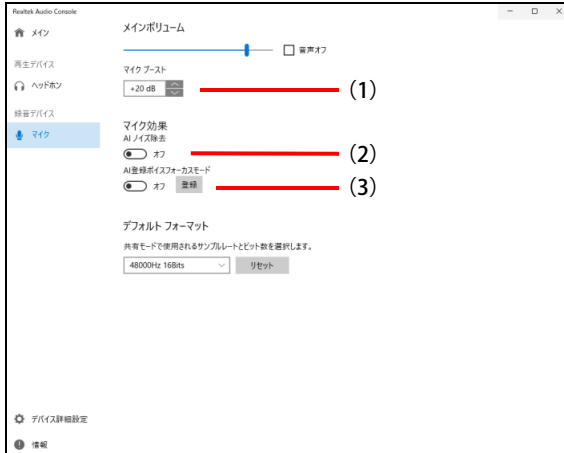 Realtek Audio Console
メイン
再生デバイス
ヘッドホン
録音デバイス
マイク
メインボリューム
音声オフ
マイク ブースト
+20 dB
(1)
マイク効果
AI ノイズ除去
オフ
(2)
AI登録ボイスフォーカスモード
オフ 登録
(3)
デフォルト フォーマット
共有モードで使用されるサンプルレートとビット数を選択します。
48000Hz 16Bits リセット
デバイス詳細設定
情報